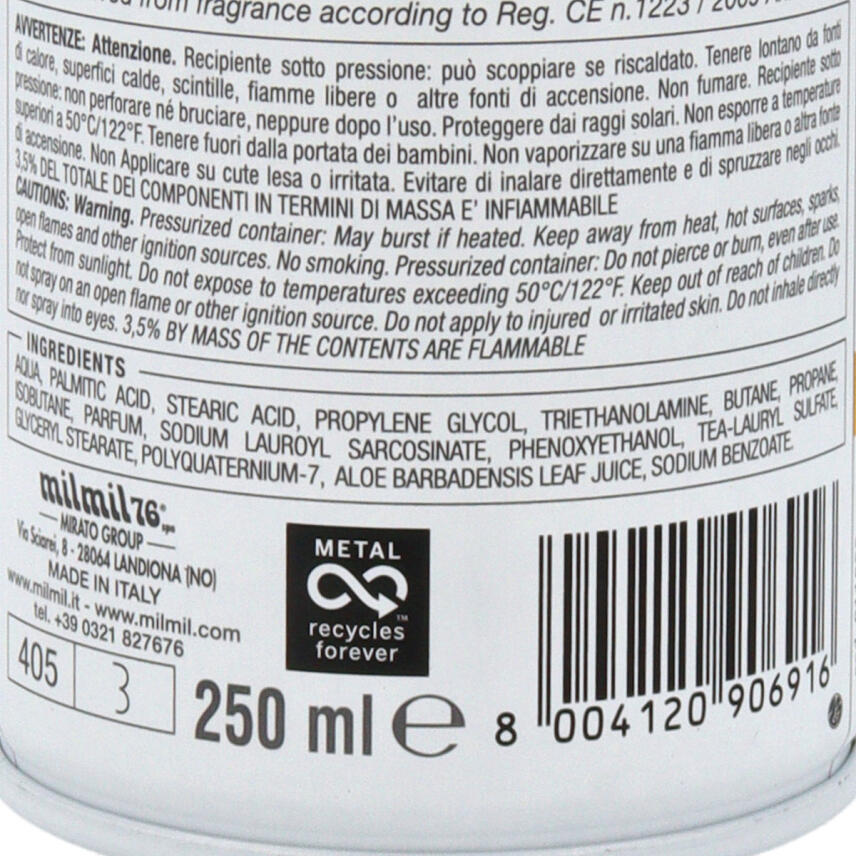 from fragrance according to Reg. CE n.1223 /
AVVERTENZE: Attenzione. Recipiente sotto pressione: può scoppiare se riscaldato. Tenere lontano da fonti
di calore, superfici calde, scintille, fiamme libere o altre fonti di accensione. Non fumare. Recipiente sotto
pressione: non perforare né bruciare, neppure dopo l'uso. Proteggere dai raggi solari. Non esporre a temperature
superiori a 50°C/122°F. Tenere fuori dalla portata dei bambini. Non vaporizzare su una fiamma libera o altra fonte
di accensione. Non Applicare su cute lesa o irritata. Evitare di inalare direttamente e di spruzzare negli occhi.
3,5% DEL TOTALE DEI COMPONENTI IN TERMINI DI MASSA E' INFIAMMABILE
CAUTIONS: Warning. Pressurized container: May burst if heated. Keep away from heat, hot surfaces, sparks,
open flames and other ignition sources. No smoking. Pressurized container: Do not pierce or burn, even after use.
Protect from sunlight. Do not expose to temperatures exceeding 50°C/122°F. Keep out of reach of children. Do
not spray on an open flame or other ignition source. Do not apply to injured or irritated skin. Do not inhale directly
nor spray into eyes. 3,5% BY MASS OF THE CONTENTS ARE FLAMMABLE
INGREDIENTS
AQUA, PALMITIC ACID, STEARIC ACID, PROPYLENE GLYCOL, TRIETHANOLAMINE, BUTANE, PROPANE,
ISOBUTANE, PARFUM, SODIUM LAUROYL SARCOSINATE, PHENOXYETHANOL, TEA-LAURYL SULFATE,
GLYCERYL STEARATE, POLYQUATERNIUM-7, ALOE BARBADENSIS LEAF JUICE, SODIUM BENZOATE.
milmil 76® spa
MIRATO GROUP
Via Sciarei, 8 - 28064 LANDIONA (NO)
MADE IN ITALY
www.milmil.it - www.milmil.com
tel. +39 0321 827676
405 3
METAL
™
recycles
forever
250 ml e
8 004120 906916